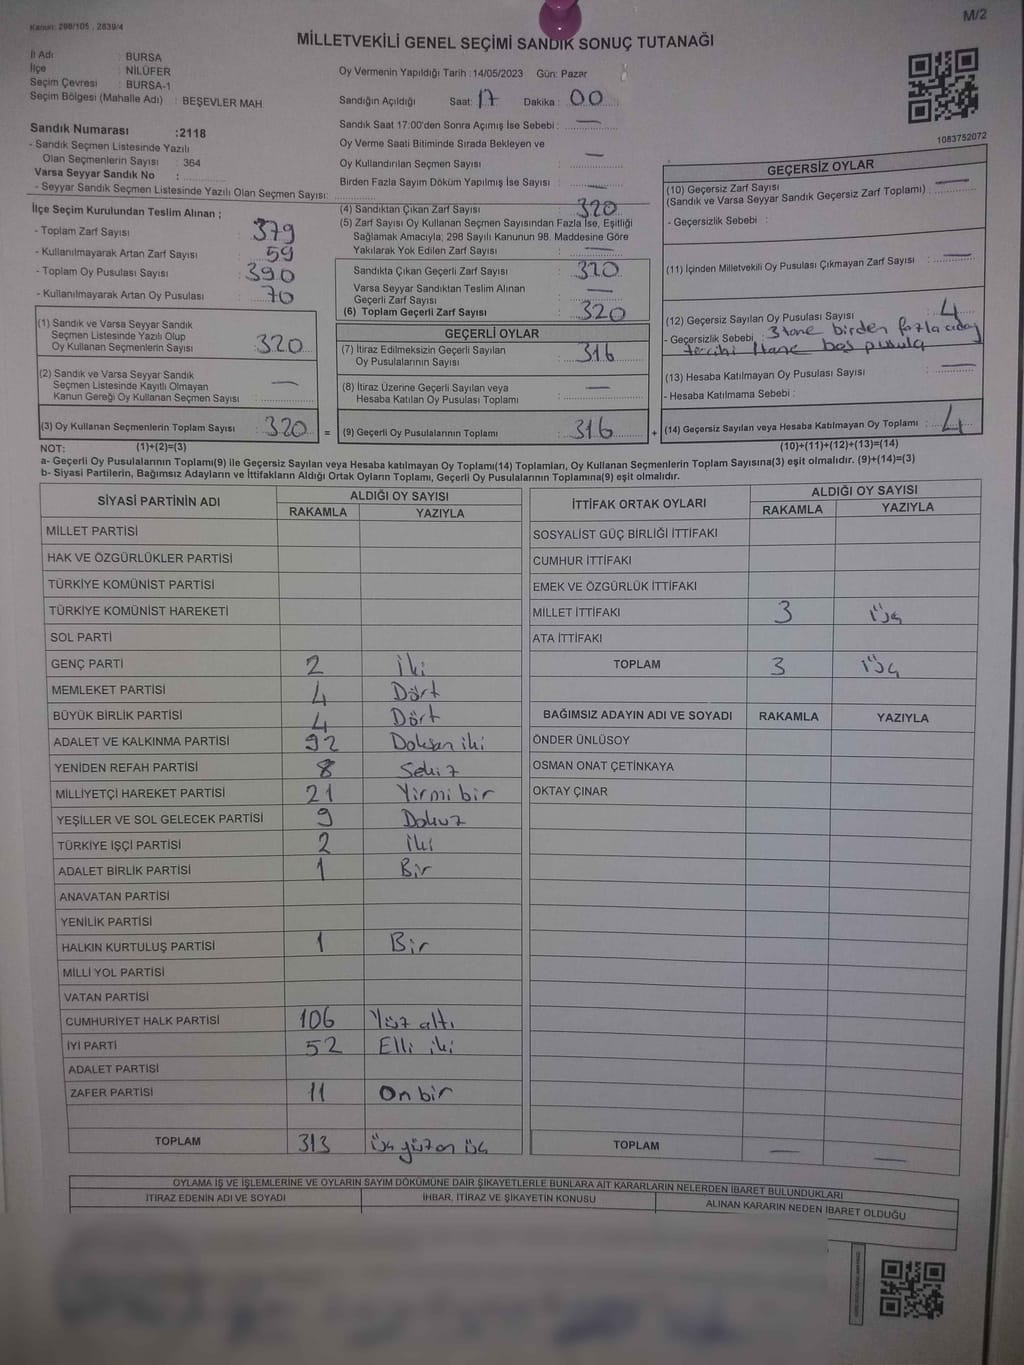 Kanun: 298/105 , 2839/4
M/2
MİLLETVEKİLİ GENEL SEÇİMİ SANDIK SONUÇ TUTANAĞI
İl Adı : BURSA
İlçe : NİLÜFER
Seçim Çevresi : BURSA-1
Seçim Bölgesi (Mahalle Adı) : BEŞEVLER MAH
Sandık Numarası :2118
- Sandık Seçmen Listesinde Yazılı
Olan Seçmenlerin Sayısı : 364
Varsa Seyyar Sandık No :
- Seyyar Sandık Seçmen Listesinde Yazılı Olan Seçmen Sayısı:
Oy Vermenin Yapıldığı Tarih :14/05/2023 Gün: Pazar
Sandığın Açıldığı Saat: 17 Dakika : 00
Sandık Saat 17:00'den Sonra Açılmış İse Sebebi : —
Oy Verme Saati Bitiminde Sırada Bekleyen ve
Oy Kullandırılan Seçmen Sayısı : —
Birden Fazla Sayım Döküm Yapılmış İse Sayısı : —
1083752072
İlçe Seçim Kurulundan Teslim Alınan ;
- Toplam Zarf Sayısı : 379
- Kullanılmayarak Artan Zarf Sayısı : 59
- Toplam Oy Pusulası Sayısı : 390
- Kullanılmayarak Artan Oy Pusulası : 70
(1) Sandık ve Varsa Seyyar Sandık
Seçmen Listesinde Yazılı Olup
Oy Kullanan Seçmenlerin Sayısı : 320
(2) Sandık ve Varsa Seyyar Sandık
Seçmen Listesinde Kayıtlı Olmayan
Kanun Gereği Oy Kullanan Seçmen Sayısı : —
(3) Oy Kullanan Seçmenlerin Toplam Sayısı : 320 =
(4) Sandıktan Çıkan Zarf Sayısı : 320
(5) Zarf Sayısı Oy Kullanan Seçmen Sayısından Fazla İse, Eşitliği
Sağlamak Amacıyla; 298 Sayılı Kanunun 98. Maddesine Göre
Yakılarak Yok Edilen Zarf Sayısı : —
Sandıkta Çıkan Geçerli Zarf Sayısı : 320
Varsa Seyyar Sandıktan Teslim Alınan
Geçerli Zarf Sayısı : —
(6) Toplam Geçerli Zarf Sayısı : 320
GEÇERLİ OYLAR
(7) İtiraz Edilmeksizin Geçerli Sayılan
Oy Pusulalarının Sayısı : 316
(8) İtiraz Üzerine Geçerli Sayılan veya
Hesaba Katılan Oy Pusulası Toplamı : —
(9) Geçerli Oy Pusulalarının Toplamı : 316 +
GEÇERSİZ OYLAR
(10) Geçersiz Zarf Sayısı
(Sandık ve Varsa Seyyar Sandık Geçersiz Zarf Toplamı) : —
- Geçersizlik Sebebi :
(11) İçinden Milletvekili Oy Pusulası Çıkmayan Zarf Sayısı : —
(12) Geçersiz Sayılan Oy Pusulası Sayısı : 4
- Geçersizlik Sebebi : 3 tane birden fazla aday
tercihi 1 tane boş pusula
(13) Hesaba Katılmayan Oy Pusulası Sayısı : —
- Hesaba Katılmama Sebebi :
(14) Geçersiz Sayılan veya Hesaba Katılmayan Oy Toplamı : 4
NOT: (1)+(2)=(3) (10)+(11)+(12)+(13)=(14)
a- Geçerli Oy Pusulalarının Toplamı(9) ile Geçersiz Sayılan veya Hesaba katılmayan Oy Toplamı(14) Toplamları, Oy Kullanan Seçmenlerin Toplam Sayısına(3) eşit olmalıdır. (9)+(14)=(3)
b- Siyasi Partilerin, Bağımsız Adayların ve İttifakların Aldığı Ortak Oyların Toplamı, Geçerli Oy Pusulalarının Toplamına(9) eşit olmalıdır.
SİYASİ PARTİNİN ADI ALDIĞI OY SAYISI
RAKAMLA YAZIYLA
MİLLET PARTİSİ
HAK VE ÖZGÜRLÜKLER PARTİSİ
TÜRKİYE KOMÜNİST PARTİSİ
TÜRKİYE KOMÜNİST HAREKETİ
SOL PARTİ
GENÇ PARTİ 2 İki
MEMLEKET PARTİSİ 4 Dört
BÜYÜK BİRLİK PARTİSİ 4 Dört
ADALET VE KALKINMA PARTİSİ 92 Doksan iki
YENİDEN REFAH PARTİSİ 8 Sekiz
MİLLİYETÇİ HAREKET PARTİSİ 21 Yirmi bir
YEŞİLLER VE SOL GELECEK PARTİSİ 9 Dokuz
TÜRKİYE İŞÇİ PARTİSİ 2 İki
ADALET BİRLİK PARTİSİ 1 Bir
ANAVATAN PARTİSİ
YENİLİK PARTİSİ
HALKIN KURTULUŞ PARTİSİ 1 Bir
MİLLİ YOL PARTİSİ
VATAN PARTİSİ
CUMHURİYET HALK PARTİSİ 106 Yüz altı
İYİ PARTİ 52 Elli iki
ADALET PARTİSİ
ZAFER PARTİSİ 11 On bir
TOPLAM 313 Üç yüz on üç
İTTİFAK ORTAK OYLARI ALDIĞI OY SAYISI
RAKAMLA YAZIYLA
SOSYALİST GÜÇ BİRLİĞİ İTTİFAKI
CUMHUR İTTİFAKI
EMEK VE ÖZGÜRLÜK İTTİFAKI
MİLLET İTTİFAKI 3 Üç
ATA İTTİFAKI
TOPLAM 3 Üç
BAĞIMSIZ ADAYIN ADI VE SOYADI RAKAMLA YAZIYLA
ÖNDER ÜNLÜSOY
OSMAN ONAT ÇETİNKAYA
OKTAY ÇINAR
TOPLAM — —
OYLAMA İŞ VE İŞLEMLERİNE VE OYLARIN SAYIM DÖKÜMÜNE DAİR ŞİKAYETLERLE BUNLARA AİT KARARLARIN NELERDEN İBARET BULUNDUKLARI
İTİRAZ EDENİN ADI VE SOYADI İHBAR, İTİRAZ VE ŞİKAYETİN KONUSU ALINAN KARARIN NEDEN İBARET OLDUĞU